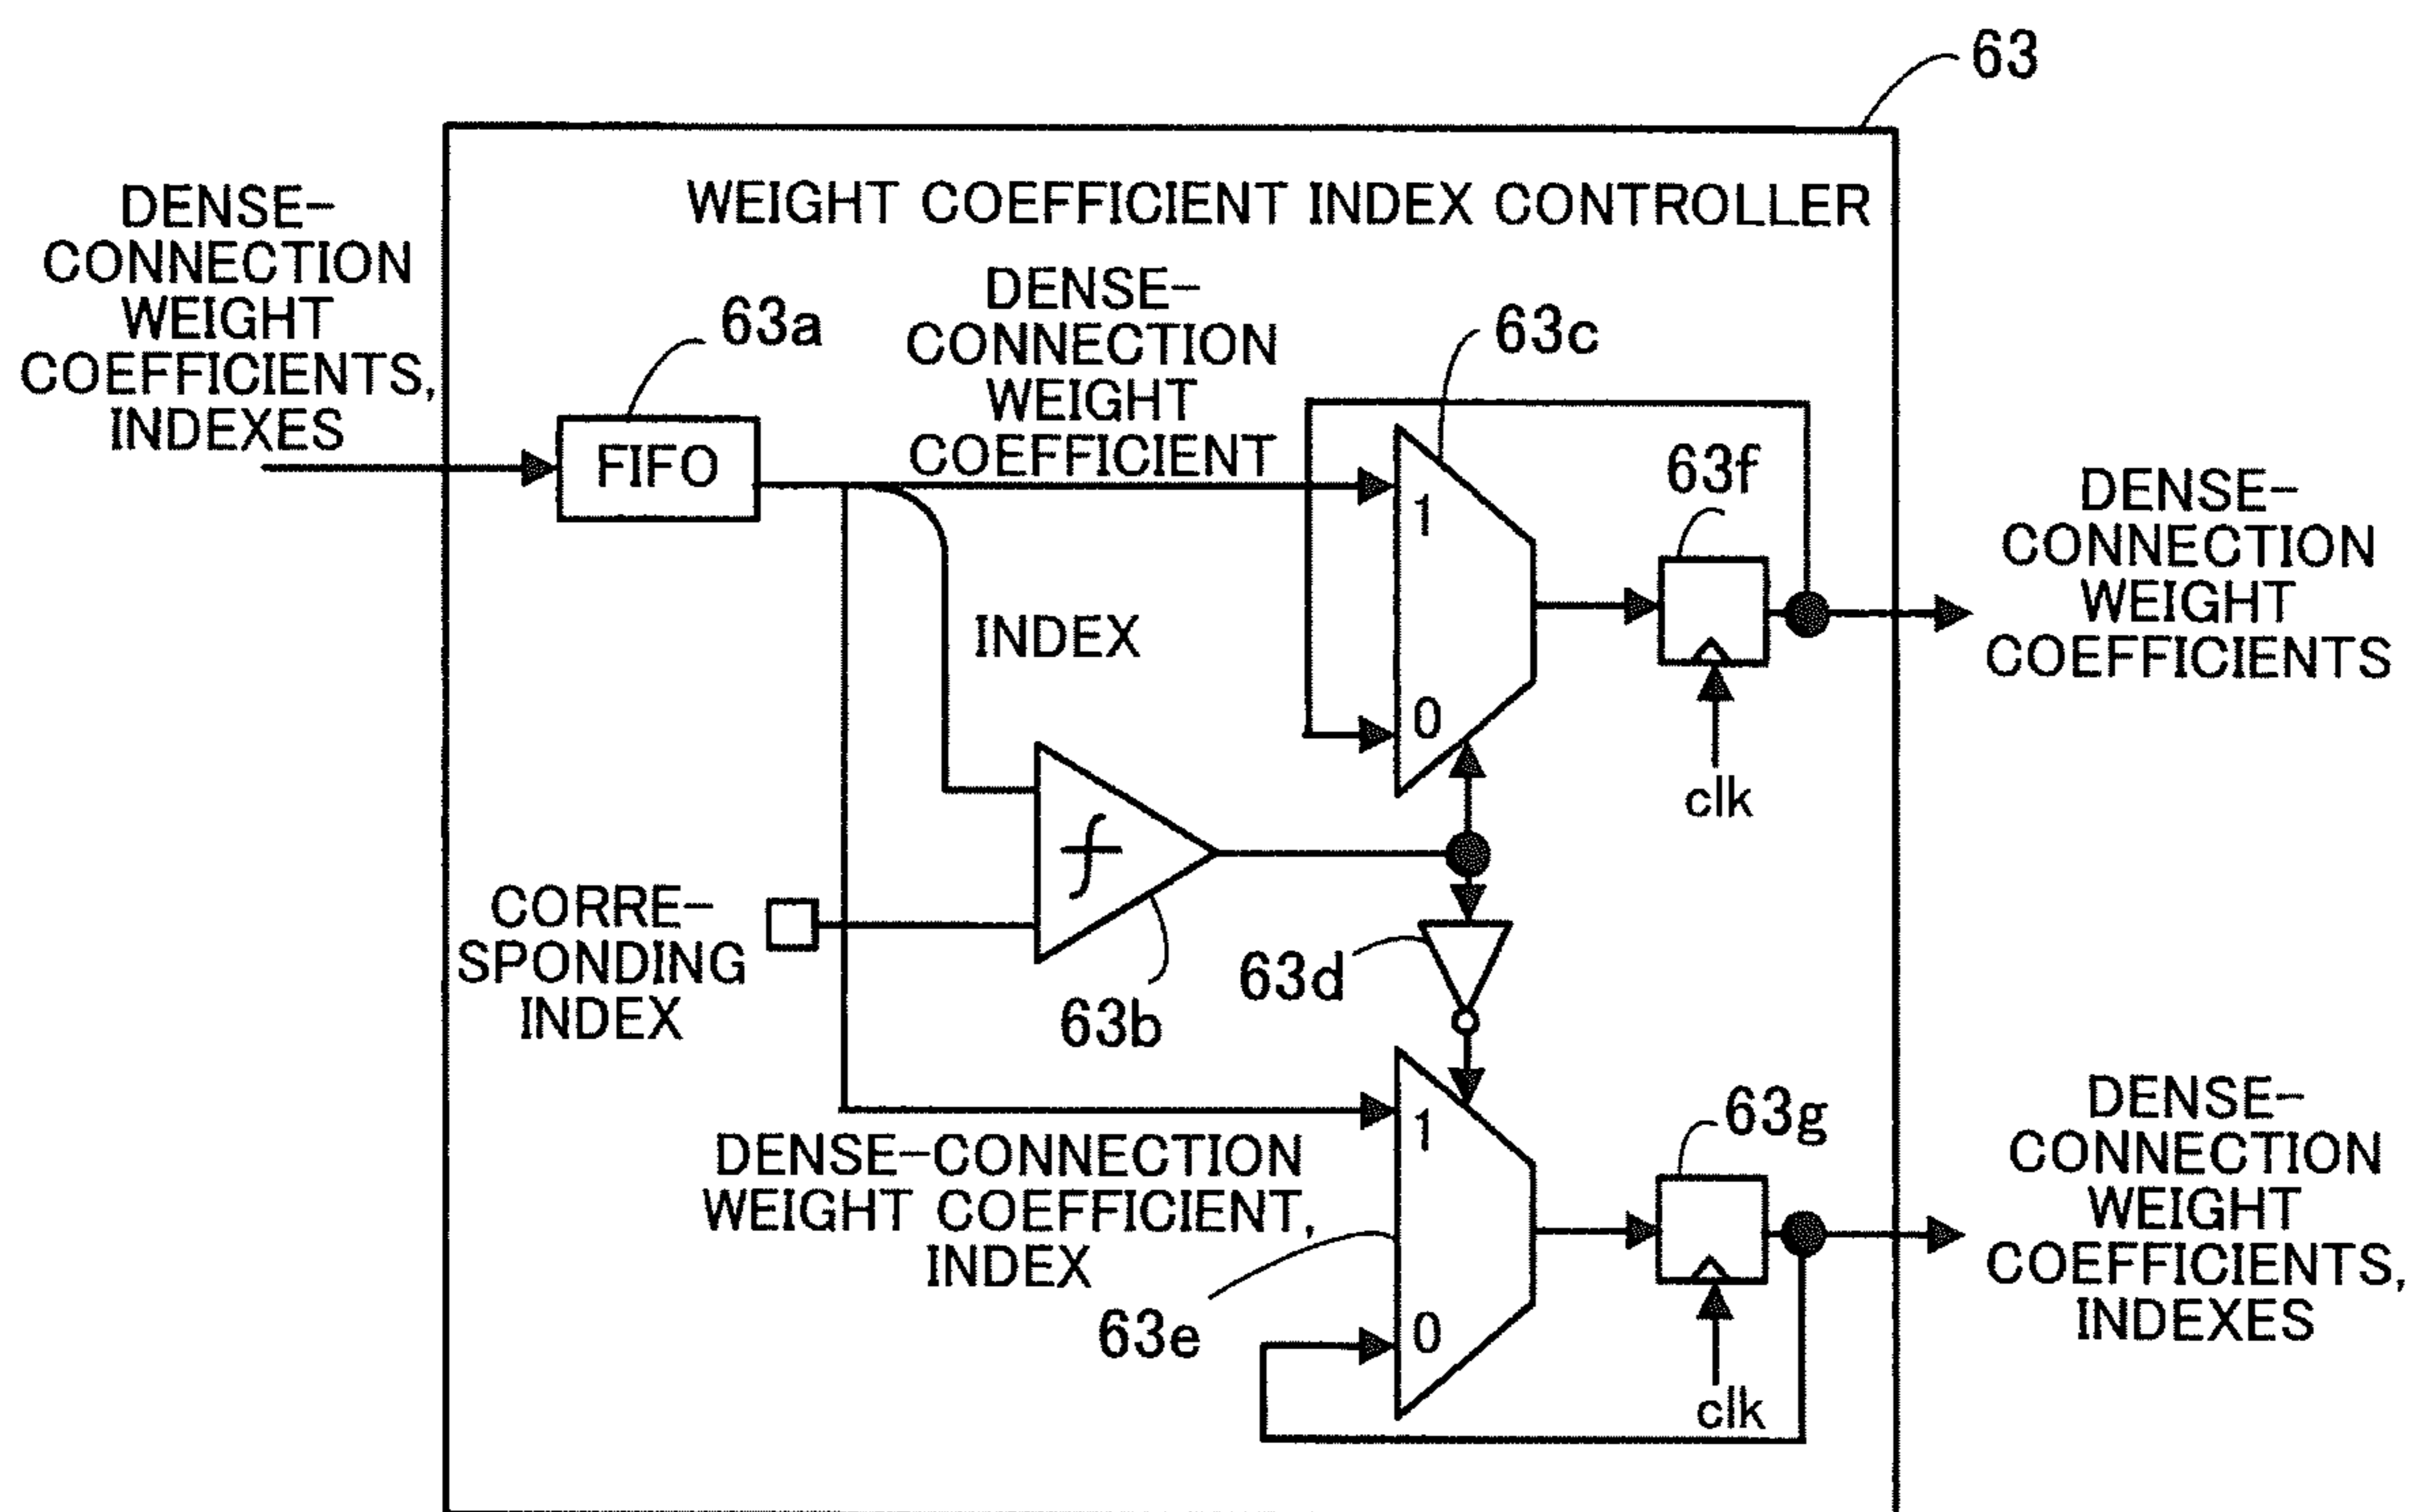 63
WEIGHT COEFFICIENT INDEX CONTROLLER
DENSE-
CONNECTION
WEIGHT
COEFFICIENTS,
INDEXES
63a
FIFO
DENSE-
CONNECTION
WEIGHT
COEFFICIENT
63c
1
0
63f
clk
DENSE-
CONNECTION
WEIGHT
COEFFICIENTS
INDEX
CORRE-
SPONDING
INDEX
63b
63d
DENSE-CONNECTION
WEIGHT COEFFICIENT,
INDEX
63e
1
0
63g
clk
DENSE-
CONNECTION
WEIGHT
COEFFICIENTS,
INDEXES